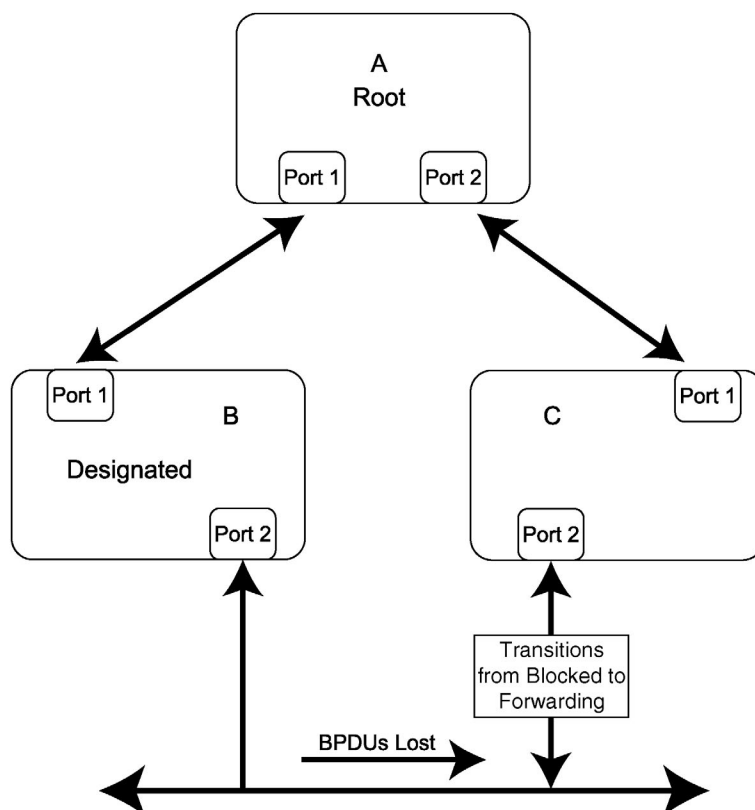 A
Root
Port 1
Port 2
Port 1
B
Designated
Port 2
C
Port 1
Port 2
Transitions
from Blocked to
Forwarding
BPDUs Lost